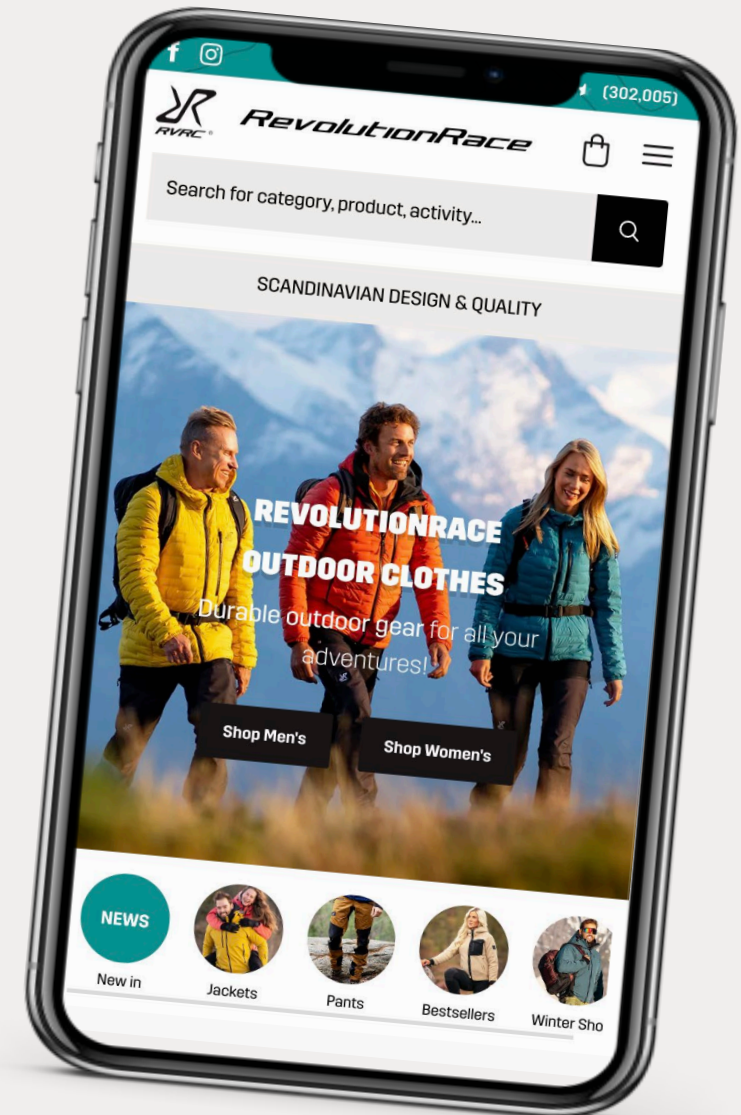 f
(302,005)
RVRC
RevolutionRace
Search for category, product, activity...
SCANDINAVIAN DESIGN & QUALITY
REVOLUTIONRACE
OUTDOOR CLOTHES
Durable outdoor gear for all your
adventures!
Shop Men's
Shop Women's
NEWS
New in
Jackets
Pants
Bestsellers
Winter Sho